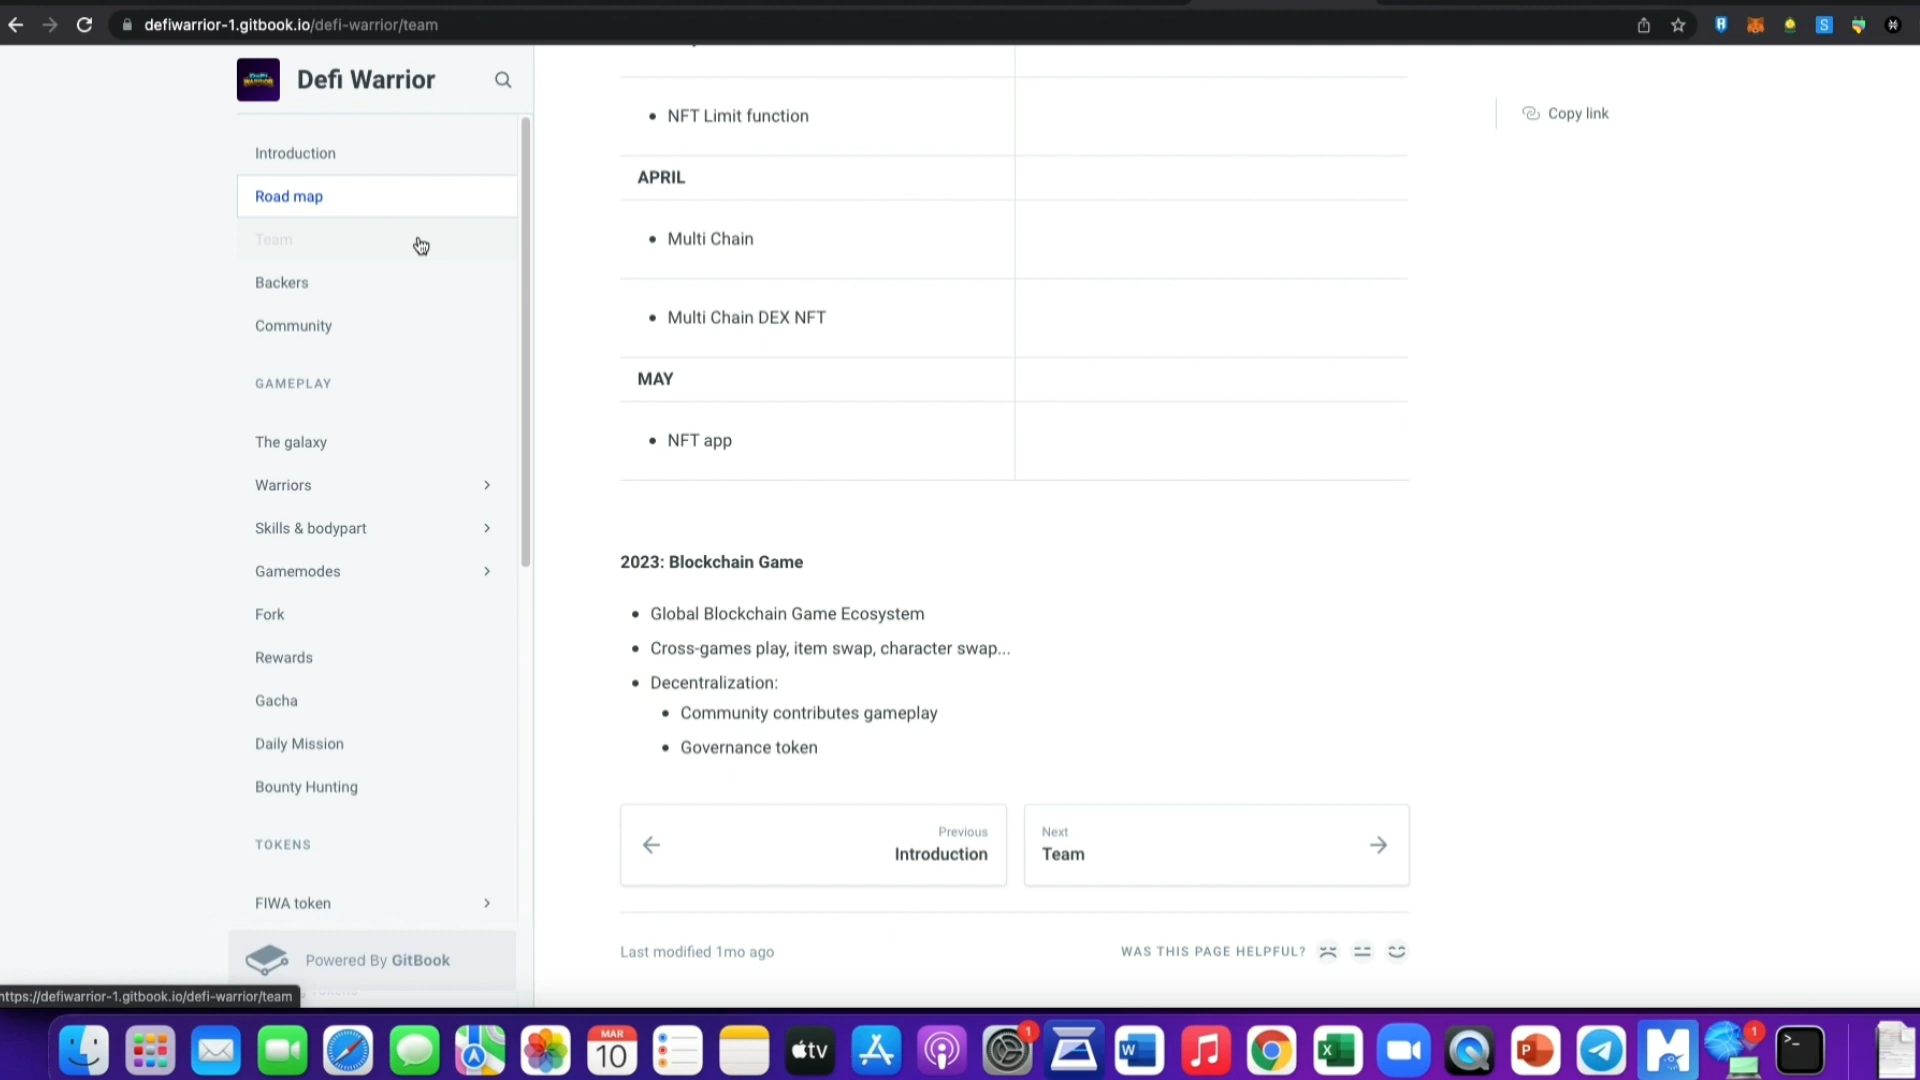 defiwarrior-1.gitbook.io/defi-warrior/team
Defi Warrior
Introduction
Road map
Team
Backers
Community
GAMEPLAY
The galaxy
Warriors
Skills & bodypart
Gamemodes
Fork
Rewards
Gacha
Daily Mission
Bounty Hunting
TOKENS
FIWA token
Powered By GitBook
https://defiwarrior-1.gitbook.io/defi-warrior/team
NFT Limit function
APRIL
Multi Chain
Multi Chain DEX NFT
MAY
NFT app
2023: Blockchain Game
Global Blockchain Game Ecosystem
Cross-games play, item swap, character swap...
Decentralization:
Community contributes gameplay
Governance token
Previous
Introduction
Next
Team
Last modified 1mo ago
WAS THIS PAGE HELPFUL?
Copy link
MAR
10
tv
1
W
X
P
1